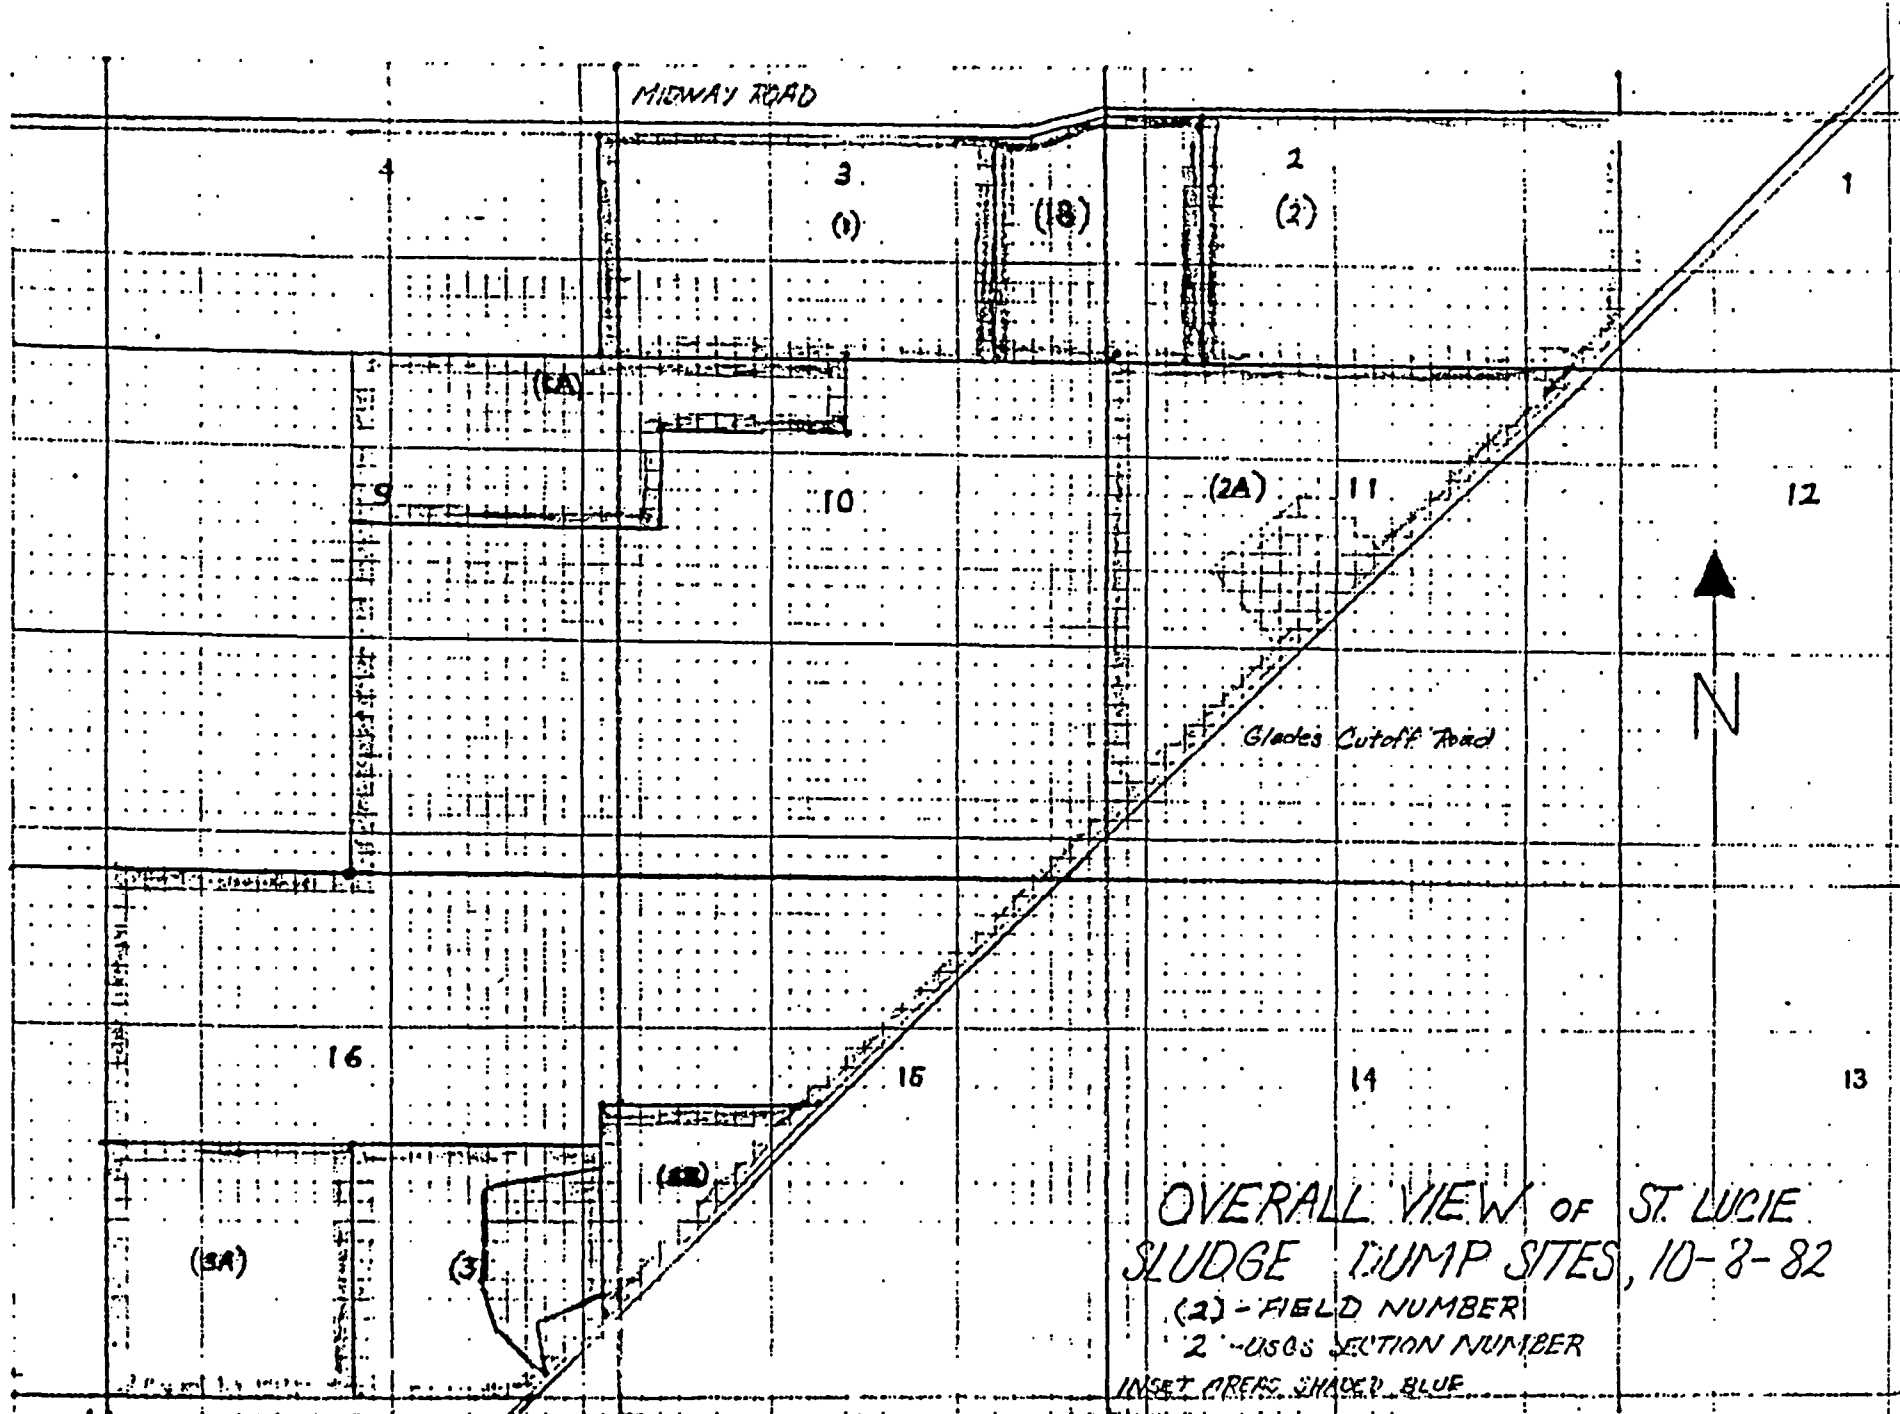 MIDWAY ROAD
4
3
2
1
(1)
(1B)
(2)
(1A)
9
10
(2A)
11
12
N
Glades Cutoff Road
16
15
14
13
(3A)
(3)
OVERALL VIEW OF ST. LUCIE
SLUDGE DUMP SITES, 10-8-82
(2) - FIELD NUMBER
2 - USGS SECTION NUMBER
INSET AREAS SHADED BLUE